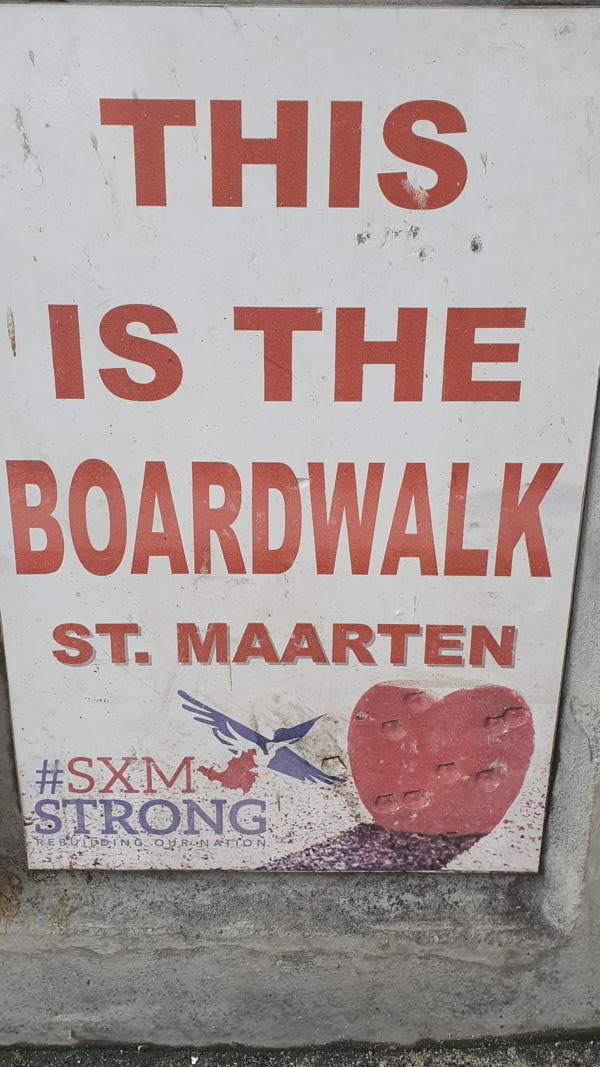 THIS
IS THE
BOARDWALK
ST. MAARTEN
#SXM
STRONG
REBUILDING OUR NATION